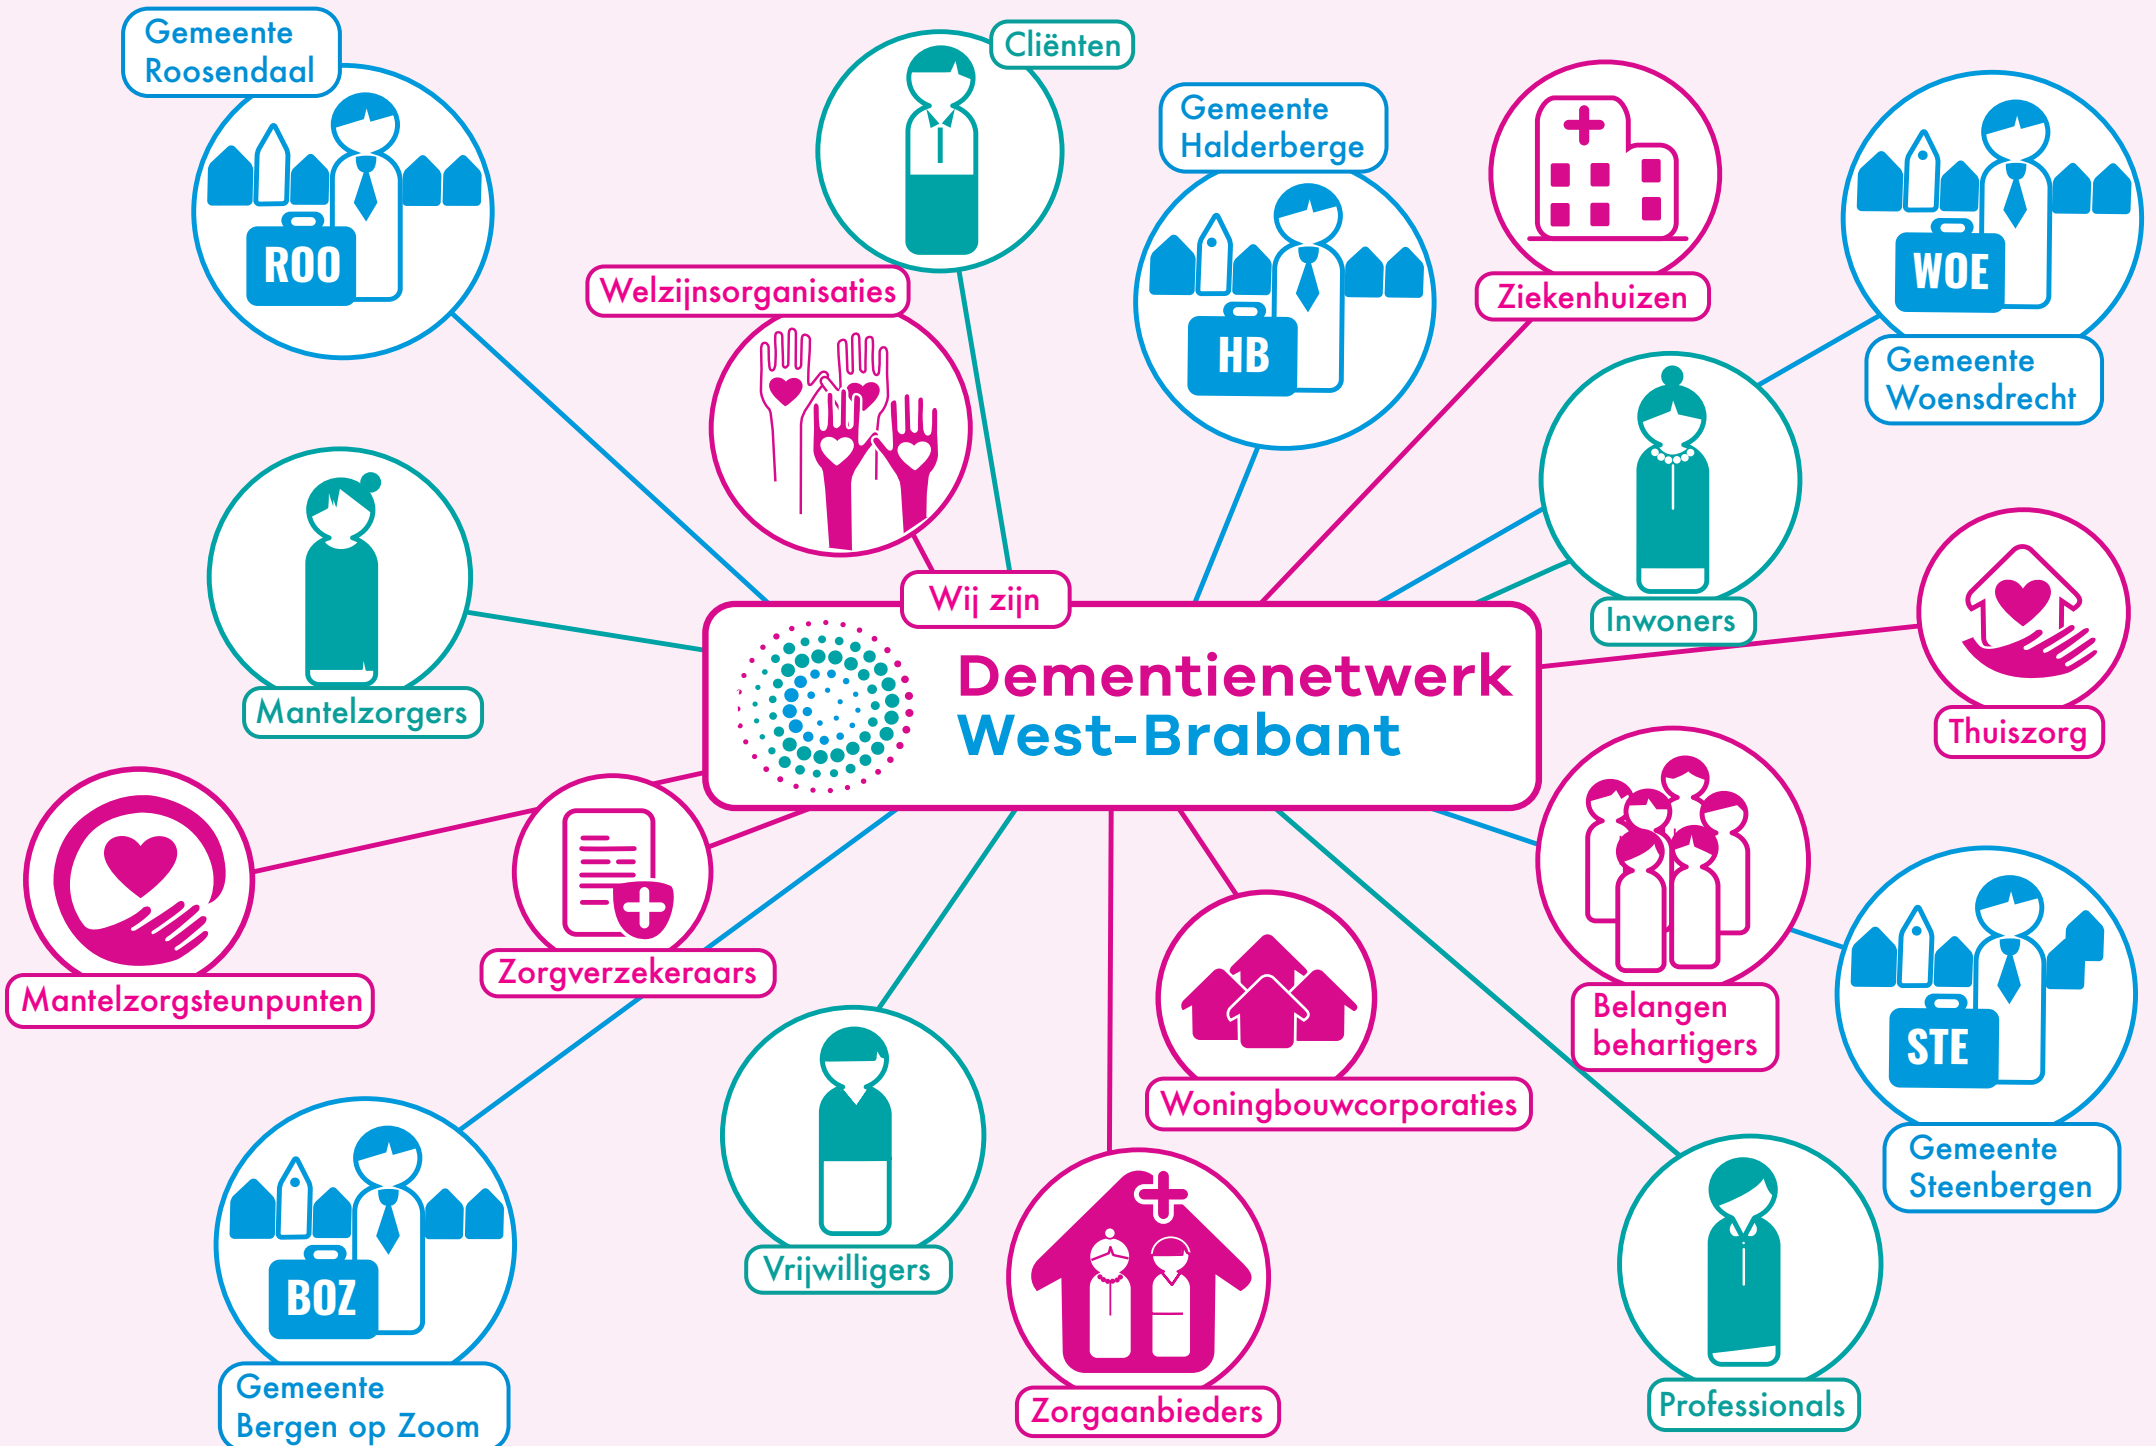 Gemeente
Roosendaal
ROO
Cliënten
Gemeente
Halderberge
HB
Ziekenhuizen
WOE
Gemeente
Woensdrecht
Welzijnsorganisaties
Mantelzorgers
Wij zijn
Dementienetwerk
West-Brabant
Inwoners
Thuiszorg
Mantelzorgsteunpunten
Zorgverzekeraars
Belangen
behartigers
STE
Gemeente
Steenbergen
Woningbouwcorporaties
Vrijwilligers
BOZ
Gemeente
Bergen op Zoom
Zorgaanbieders
Professionals